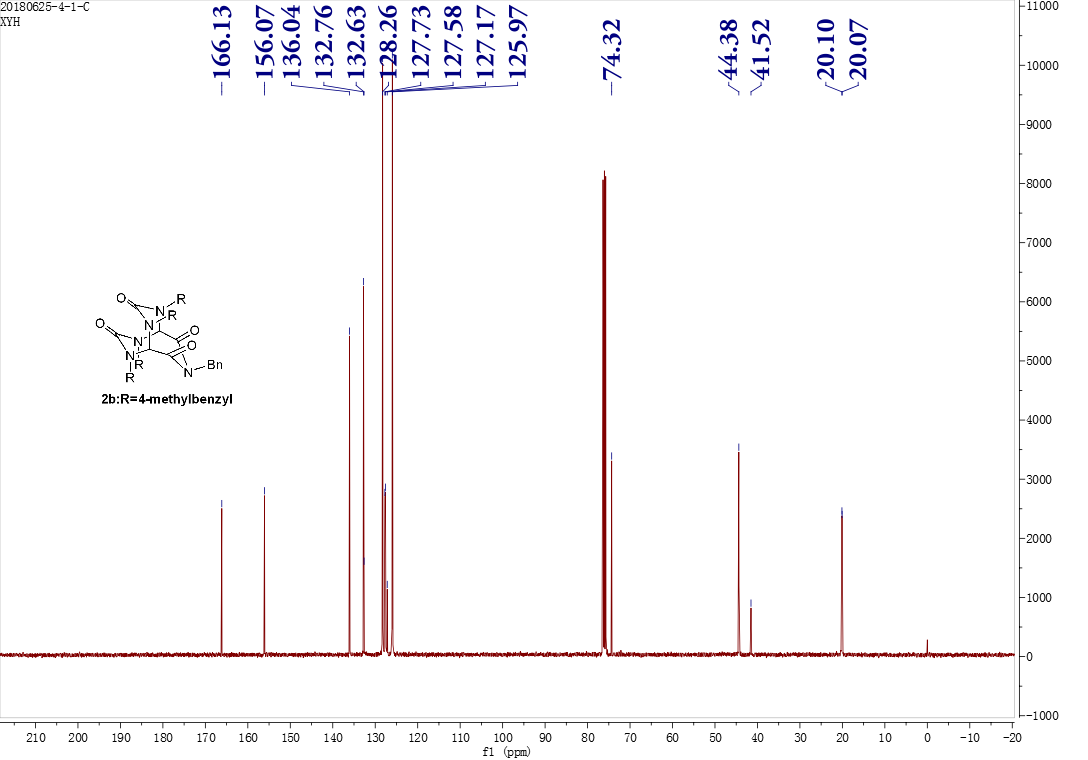 20180625-4-1-C
XYH
166.13
156.07
136.04
132.76
132.63
128.26
127.73
127.58
127.17
125.97
74.32
44.38
41.52
20.10
20.07
11000
10000
9000
8000
7000
6000
5000
4000
3000
2000
1000
0
-1000
O
N
R
N
R
O
N
O
O
N
R
R
N
Bn
2b:R=4-methylbenzyl
210 200 190 180 170 160 150 140 130 120 110 100 90 80 70 60 50 40 30 20 10 0 -10 -20
f1 (ppm)